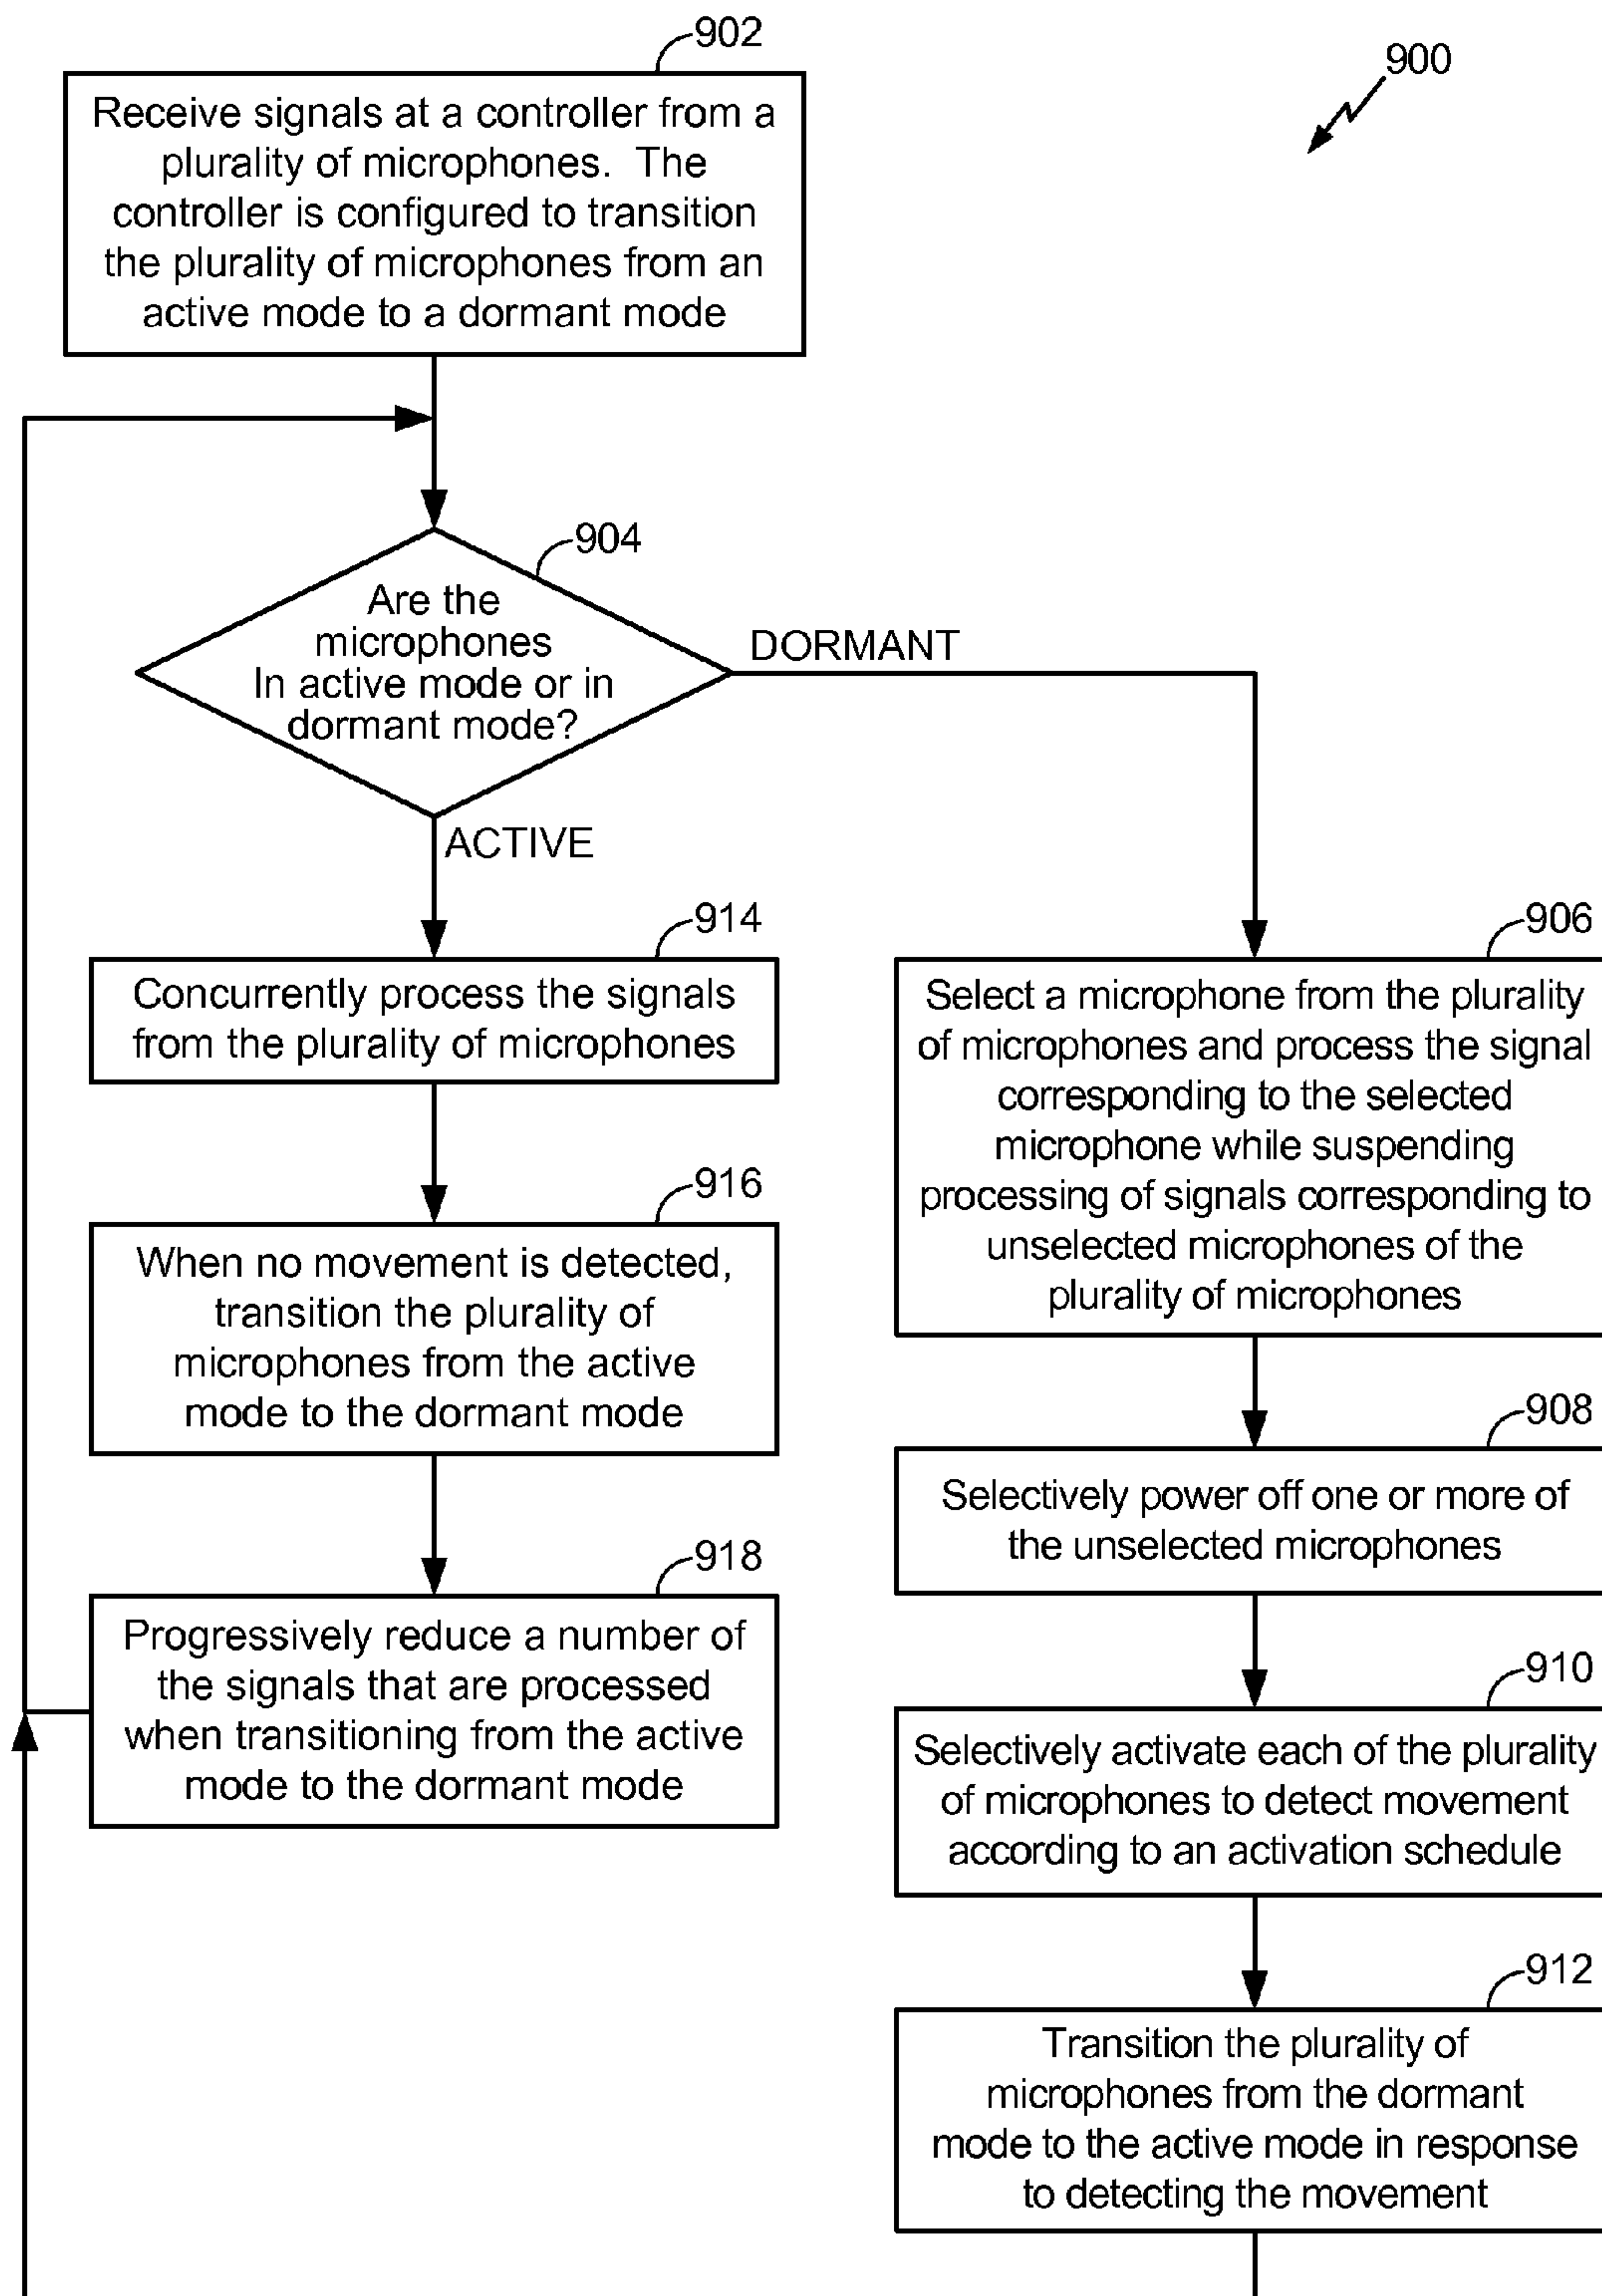 902
900
Receive signals at a controller from a
plurality of microphones.  The
controller is configured to transition
the plurality of microphones from an
active mode to a dormant mode
904
Are the
microphones
In active mode or in
dormant mode?
DORMANT
ACTIVE
914
Concurrently process the signals
from the plurality of microphones
916
When no movement is detected,
transition the plurality of
microphones from the active
mode to the dormant mode
918
Progressively reduce a number of
the signals that are processed
when transitioning from the active
mode to the dormant mode
906
Select a microphone from the plurality
of microphones and process the signal
corresponding to the selected
microphone while suspending
processing of signals corresponding to
unselected microphones of the
plurality of microphones
908
Selectively power off one or more of
the unselected microphones
910
Selectively activate each of the plurality
of microphones to detect movement
according to an activation schedule
912
Transition the plurality of
microphones from the dormant
mode to the active mode in response
to detecting the movement